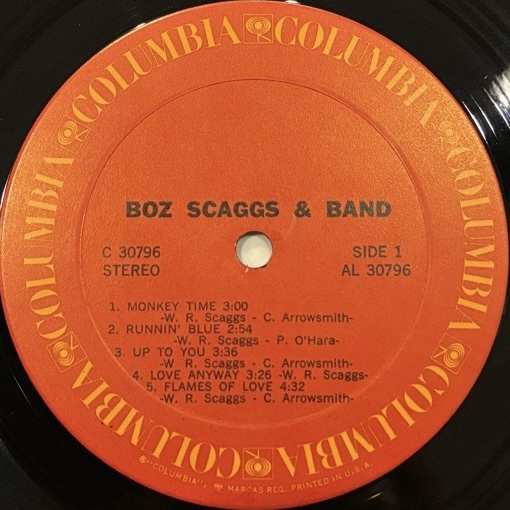 COLUMBIA
COLUMBIA
COLUMBIA
COLUMBIA
COLUMBIA
COLUMBIA
COLUMBIA
BOZ SCAGGS & BAND
C 30796
STEREO
SIDE 1
AL 30796
1. MONKEY TIME 3:00
-W. R. Scaggs - C. Arrowsmith-
2. RUNNIN' BLUE 2:54
-W. R. Scaggs - P. O'Hara-
3. UP TO YOU 3:36
-W R. Scaggs - C. Arrowsmith-
4. LOVE ANYWAY 3:26 -W. R. Scaggs-
5. FLAMES OF LOVE 4:32
-W. R. Scaggs - C. Arrowsmith-
℗"COLUMBIA", MARCAS REG. PRINTED IN U.S.A.